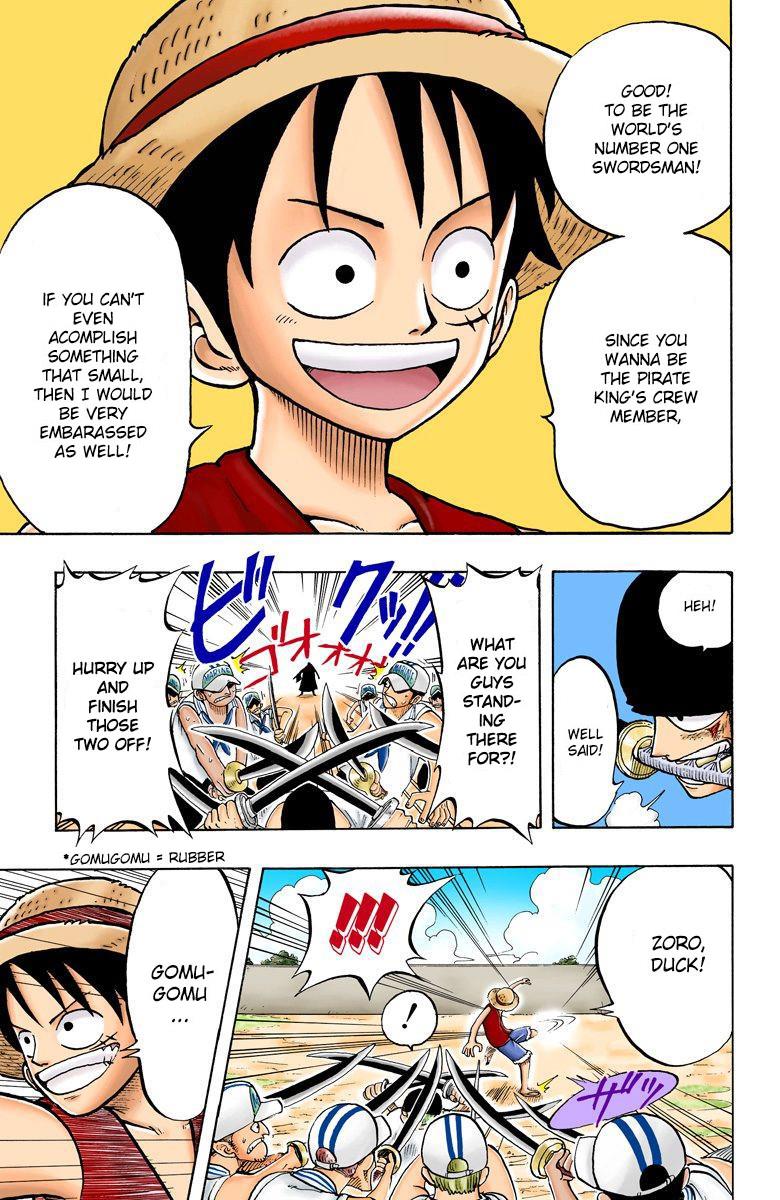 GOOD!
TO BE THE
WORLD'S
NUMBER ONE
SWORDSMAN!
SINCE YOU
WANNA BE
THE PIRATE
KING'S CREW
MEMBER,
IF YOU CAN'T
EVEN
ACOMPLISH
SOMETHING
THAT SMALL,
THEN I WOULD
BE VERY
EMBARASSED
AS WELL!
HEH!
WELL
SAID!
WHAT
ARE YOU
GUYS
STAND-
ING
THERE
FOR?!
ビクッ!!
ゴオオオ
MARINE
HURRY UP
AND
FINISH
THOSE
TWO OFF!
*GOMUGOMU = RUBBER
ZORO,
DUCK!
!!!
!
ザザッ
GOMU-
GOMU
...